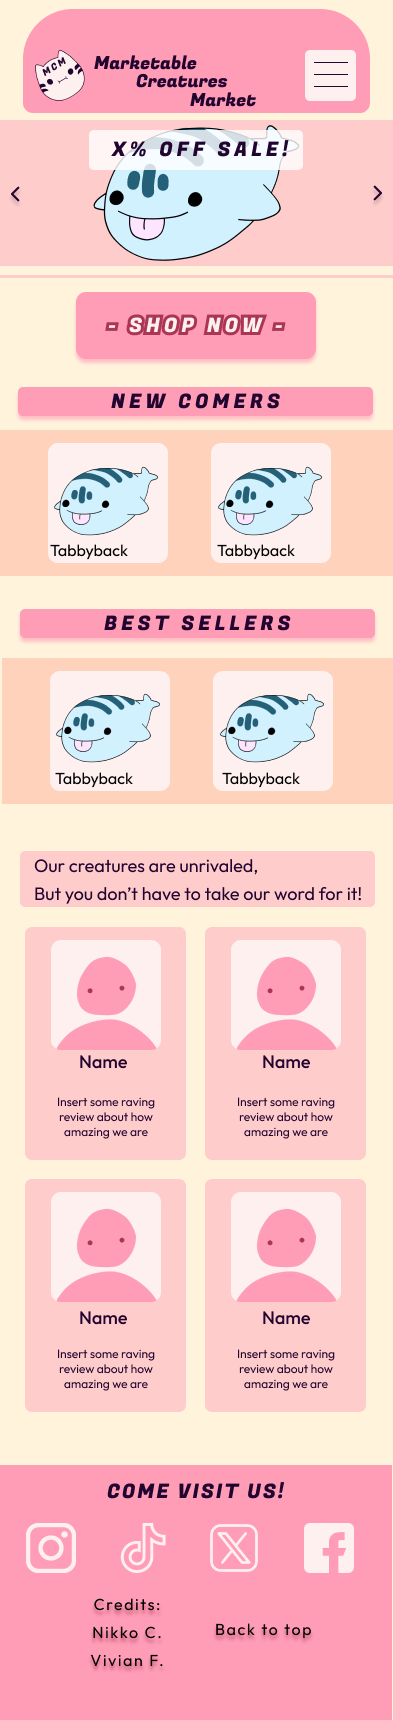 MCM
Marketable
Creatures
Market
X% OFF SALE!
- SHOP NOW -
NEW COMERS
Tabbyback
Tabbyback
BEST SELLERS
Tabbyback
Tabbyback
Our creatures are unrivaled,
But you don't have to take our word for it!
Name
Insert some raving
review about how
amazing we are
Name
Insert some raving
review about how
amazing we are
Name
Insert some raving
review about how
amazing we are
Name
Insert some raving
review about how
amazing we are
COME VISIT US!
Credits:
Nikko C.
Vivian F.
Back to top